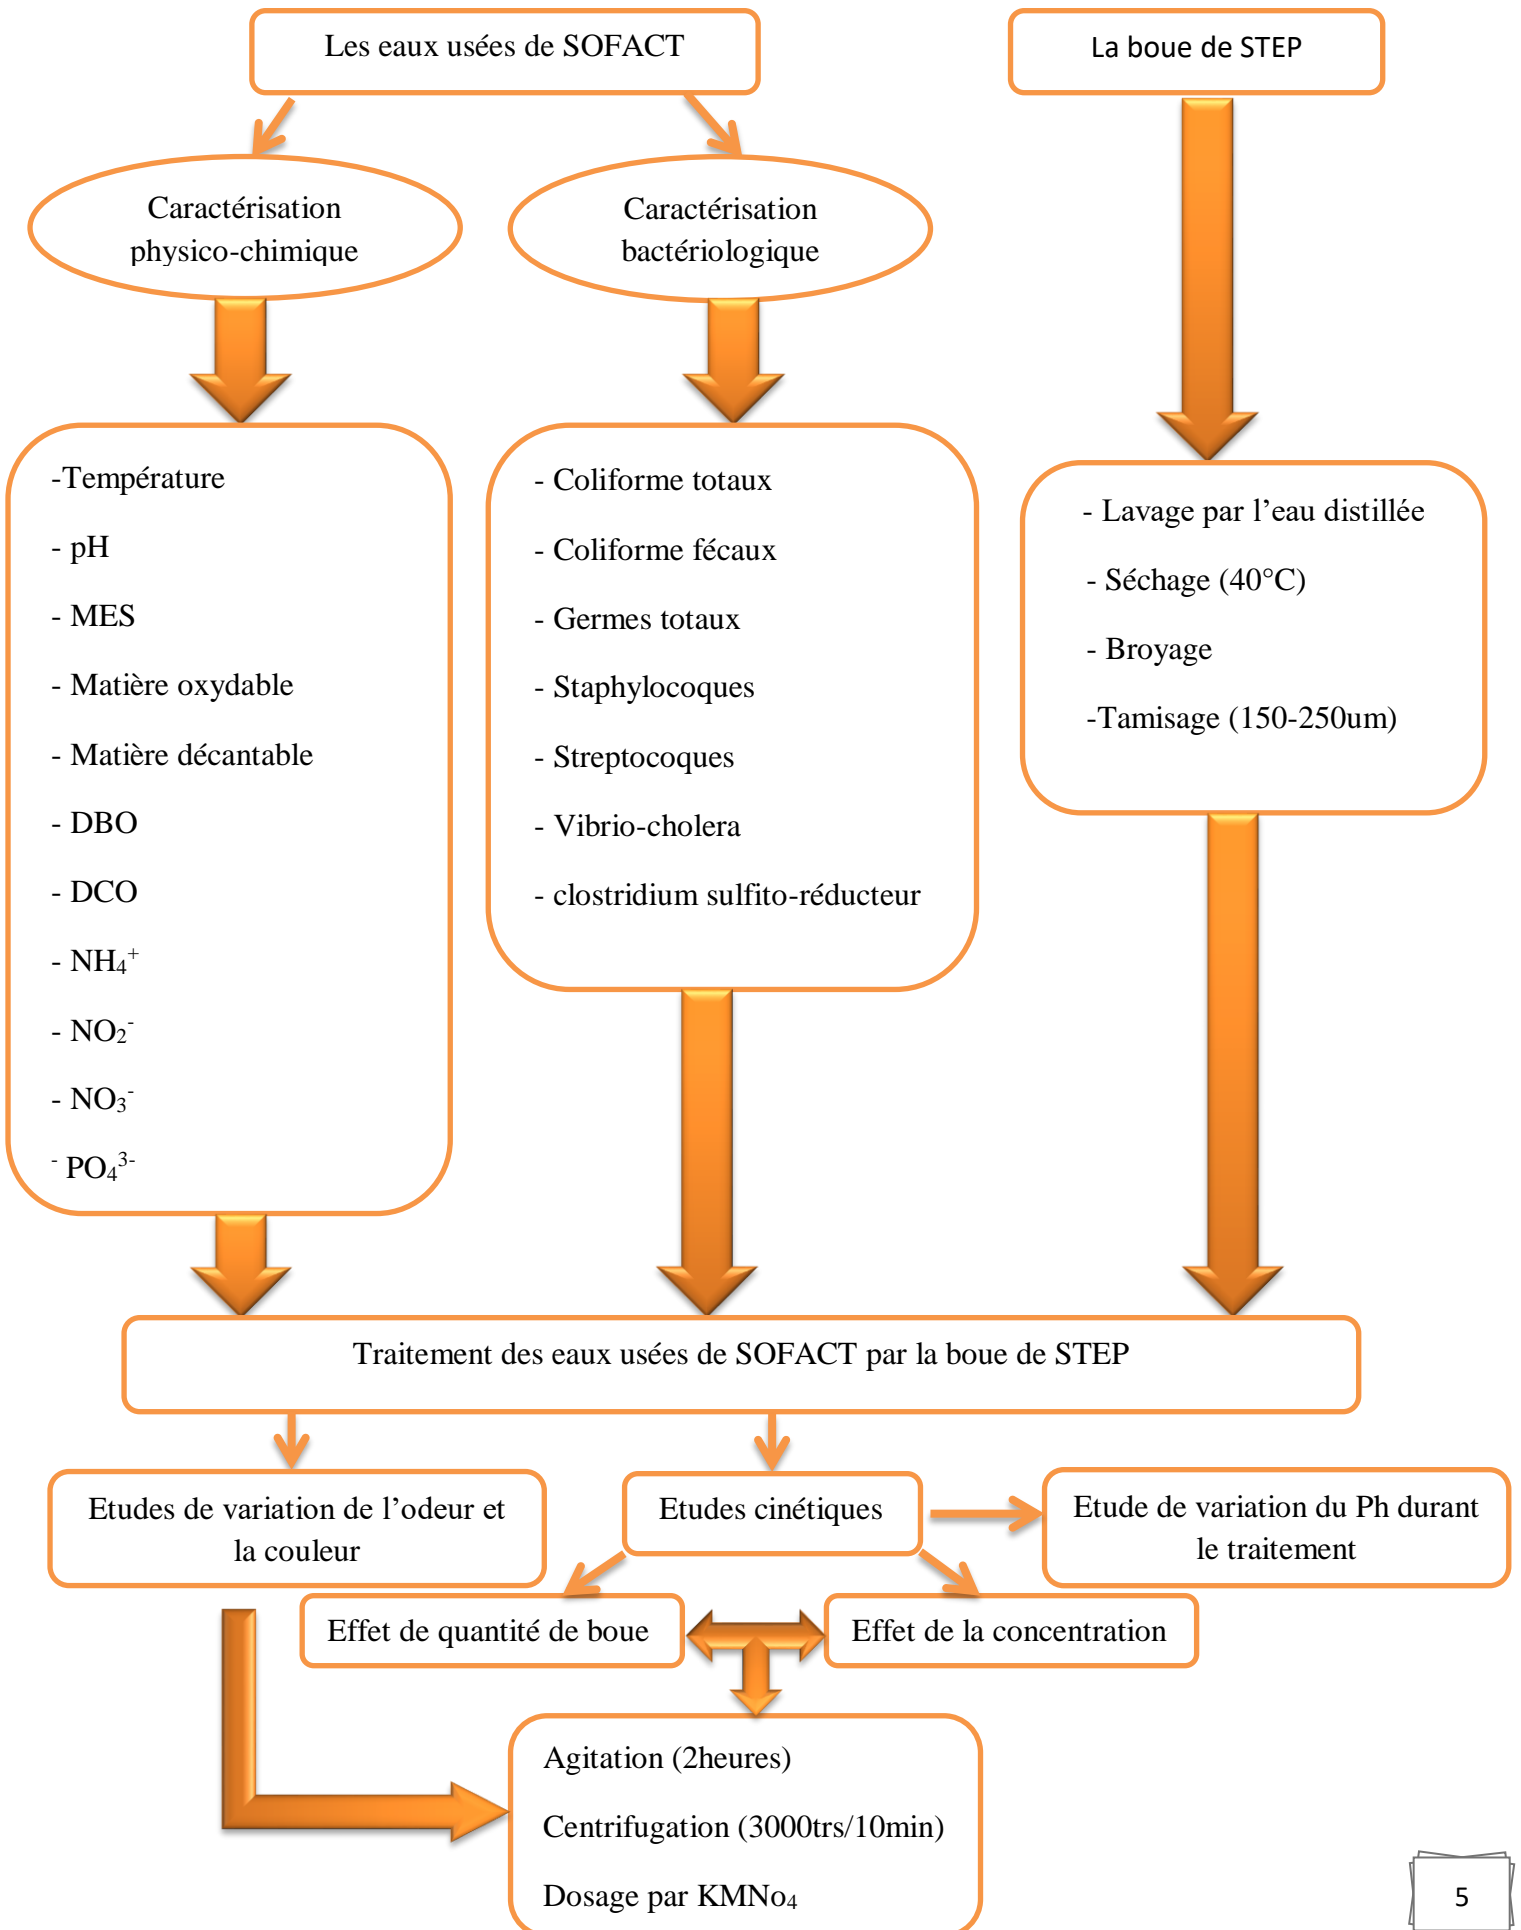 Les eaux usées de SOFACT
La boue de STEP
Caractérisation
physico-chimique
Caractérisation
bactériologique
-Température
- pH
- MES
- Matière oxydable
- Matière décantable
- DBO
- DCO
- NH₄⁺
- NO₂⁻
- NO₃⁻
- PO₄³⁻
- Coliforme totaux
- Coliforme fécaux
- Germes totaux
- Staphylocoques
- Streptocoques
- Vibrio-cholera
- clostridium sulfito-réducteur
- Lavage par l’eau distillée
- Séchage (40°C)
- Broyage
-Tamisage (150-250um)
Traitement des eaux usées de SOFACT par la boue de STEP
Etudes de variation de l’odeur et
la couleur
Etudes cinétiques
Etude de variation du Ph durant
le traitement
Effet de quantité de boue
Effet de la concentration
Agitation (2heures)
Centrifugation (3000trs/10min)
Dosage par KMNo₄
5